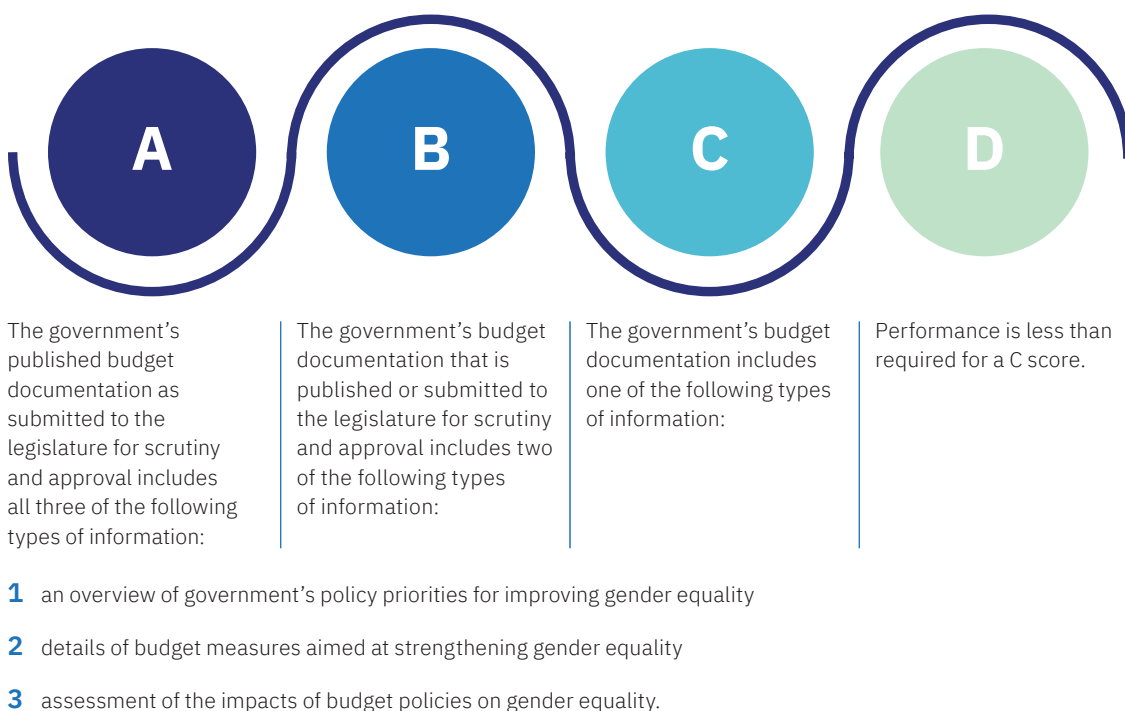 A
B
C
D
The government’s
published budget
documentation as
submitted to the
legislature for scrutiny
and approval includes
all three of the following
types of information:
The government’s budget
documentation that is
published or submitted to
the legislature for scrutiny
and approval includes two
of the following types
of information:
The government’s budget
documentation includes
one of the following types
of information:
Performance is less than
required for a C score.
1 an overview of government’s policy priorities for improving gender equality
2 details of budget measures aimed at strengthening gender equality
3 assessment of the impacts of budget policies on gender equality.